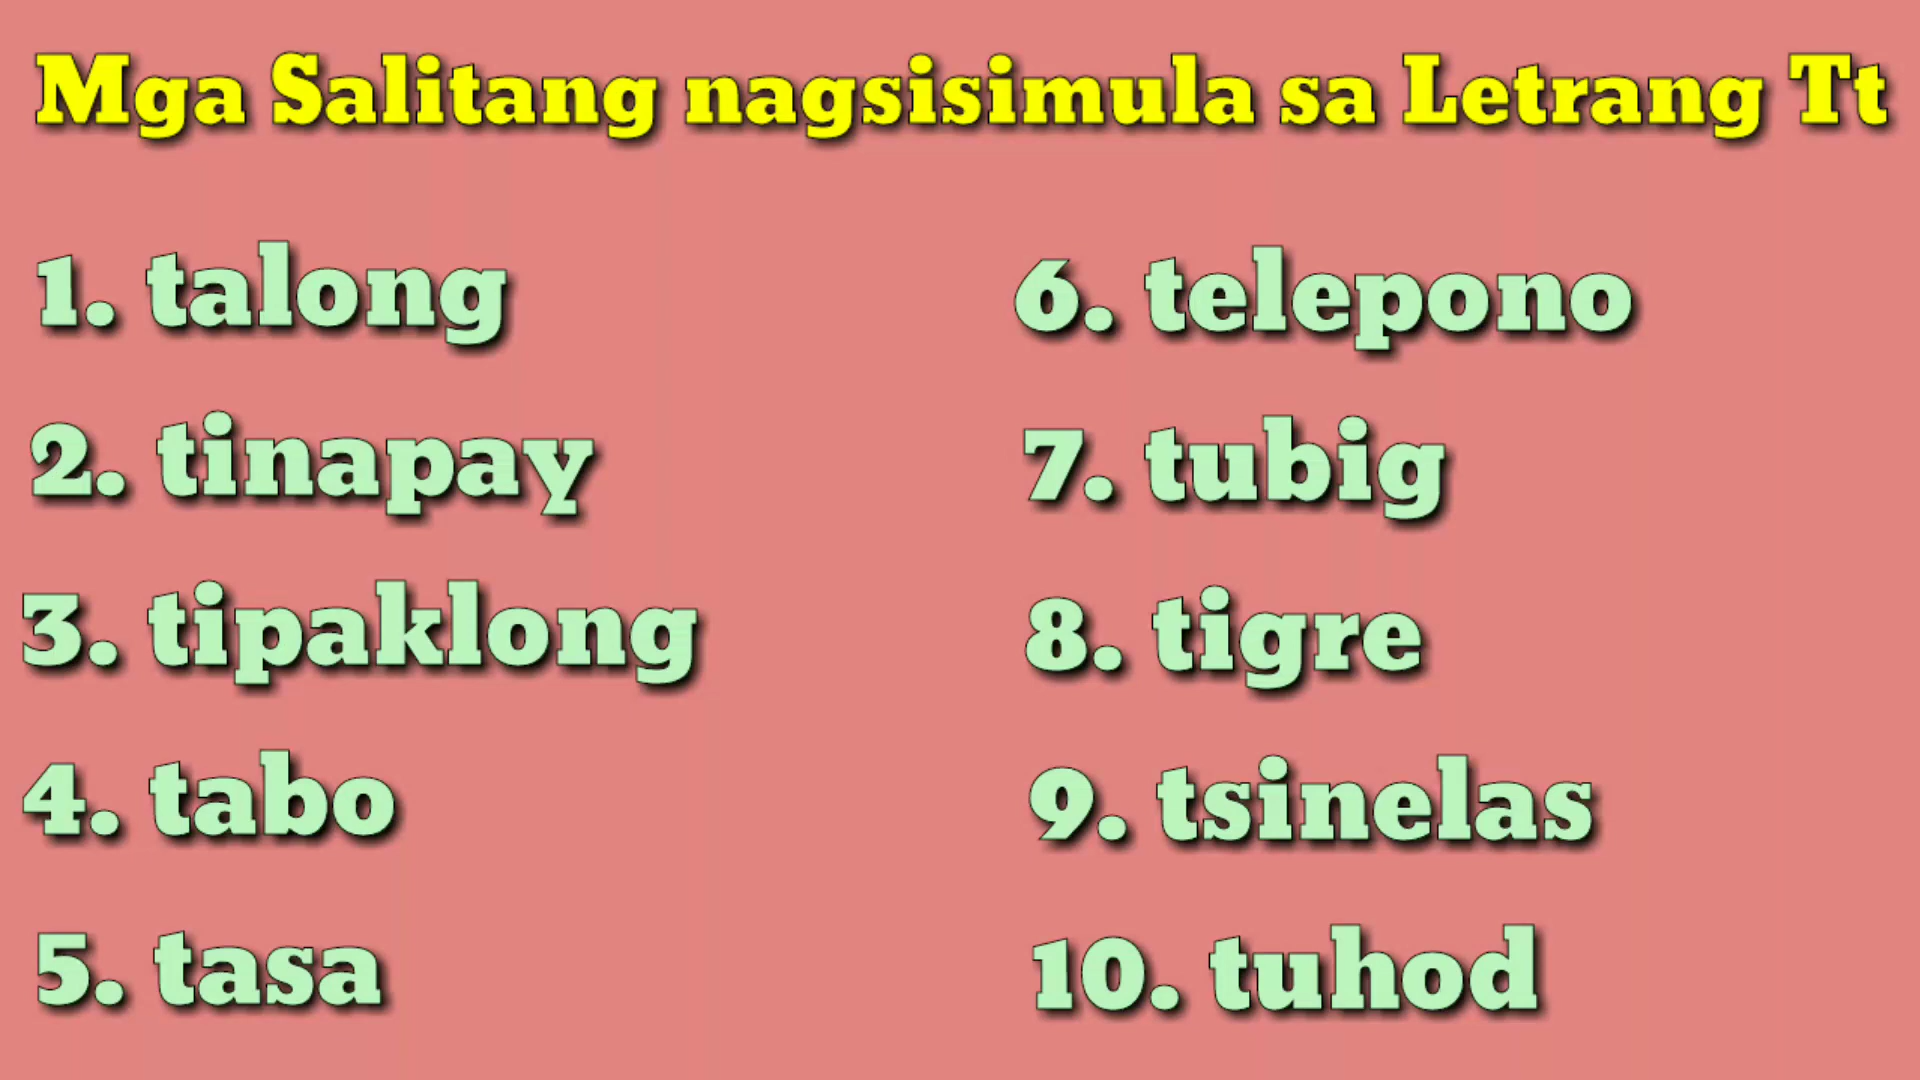 Mga Salitang nagsisimula sa Letrang Tt
1. talong
2. tinapay
3. tipaklong
4. tabo
5. tasa
6. telepono
7. tubig
8. tigre
9. tsinelas
10. tuhod